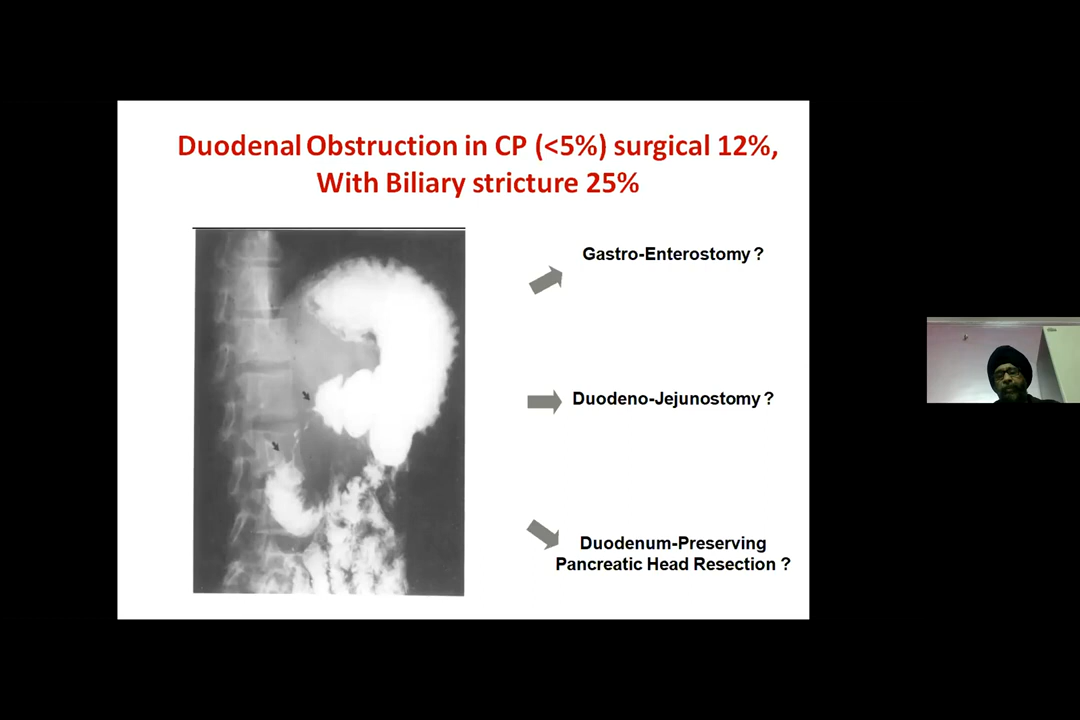 Duodenal Obstruction in CP (<5%) surgical 12%,
With Biliary stricture 25%
Gastro-Enterostomy ?
Duodeno-Jejunostomy ?
Duodenum-Preserving
Pancreatic Head Resection ?